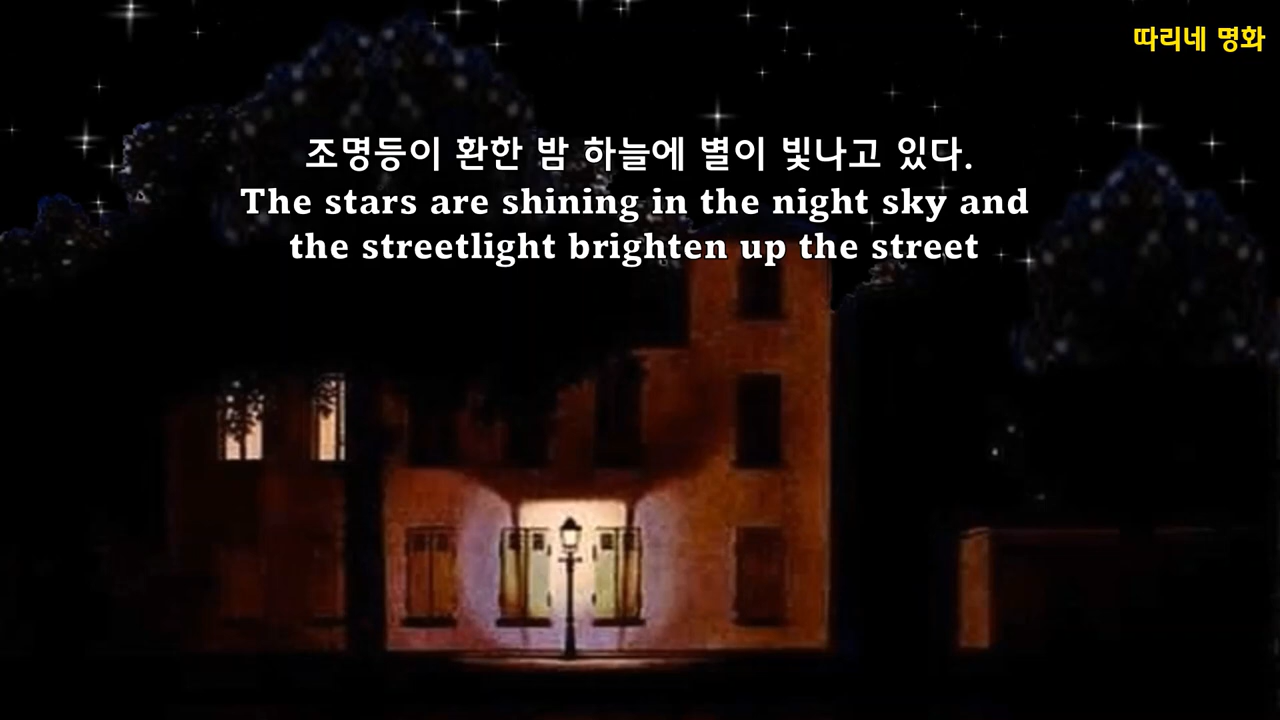 따리네 명화
조명등이 환한 밤 하늘에 별이 빛나고 있다.
The stars are shining in the night sky and
the streetlight brighten up the street